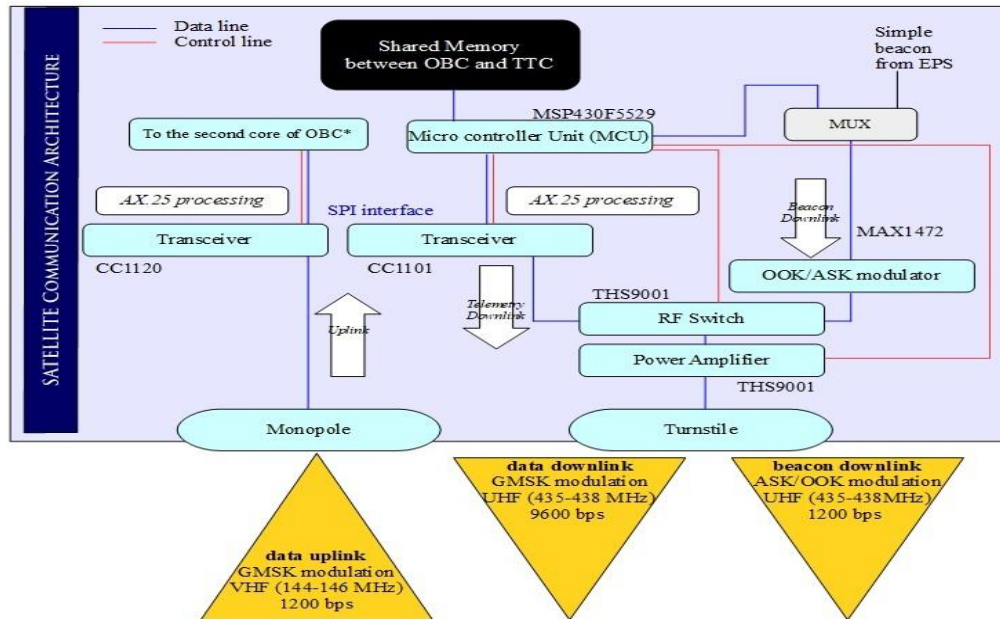 SATELLITE COMMUNICATION ARCHITECTURE
Data line
Control line
Shared Memory
between OBC and TTC
Simple
beacon
from EPS
MSP430F5529
To the second core of OBC*
Micro controller Unit (MCU)
MUX
AX.25 processing
SPI interface
AX.25 processing
Beacon
Downlink
Transceiver
Transceiver
MAX1472
CC1120
CC1101
OOK/ASK modulator
THS9001
Uplink
Telemetry
Downlink
RF Switch
Power Amplifier
THS9001
Monopole
Turnstile
data downlink
GMSK modulation
UHF (435-438 MHz)
9600 bps
beacon downlink
ASK/OOK modulation
UHF (435-438MHz)
1200 bps
data uplink
GMSK modulation
VHF (144-146 MHz)
1200 bps